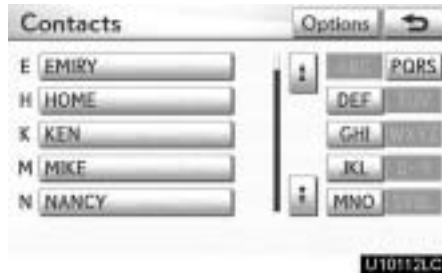 Contacts Options
E EMIRY PQRS
H HOME DEF
K KEN GHI
M MIKE JKL
N NANCY MNO
U10112LC